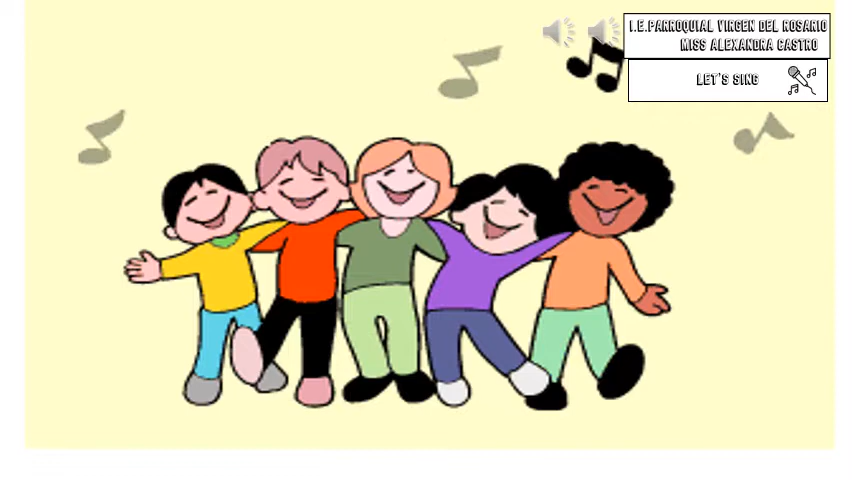 I.E.PARROQUIAL VIRGEN DEL ROSARIO
MISS ALEXANDRA CASTRO
LET'S SING